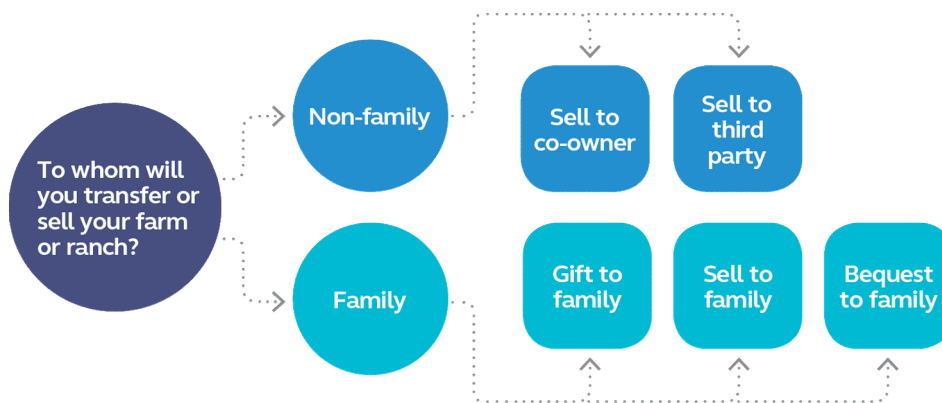 To whom will
you transfer or
sell your farm
or ranch?
Non-family
Sell to
co-owner
Sell to
third
party
Family
Gift to
family
Sell to
family
Bequest
to family